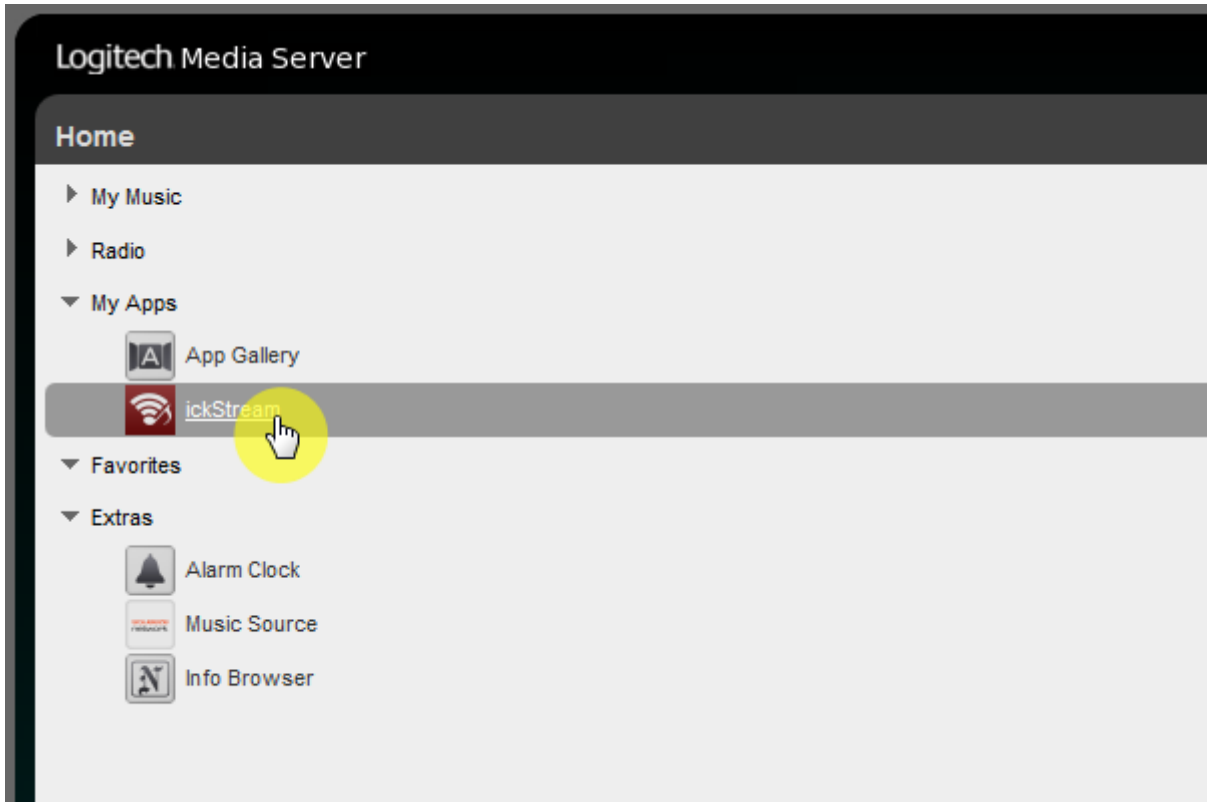 Logitech Media Server
Home
My Music
Radio
My Apps
App Gallery
ickStream
Favorites
Extras
Alarm Clock
Music Source
Info Browser